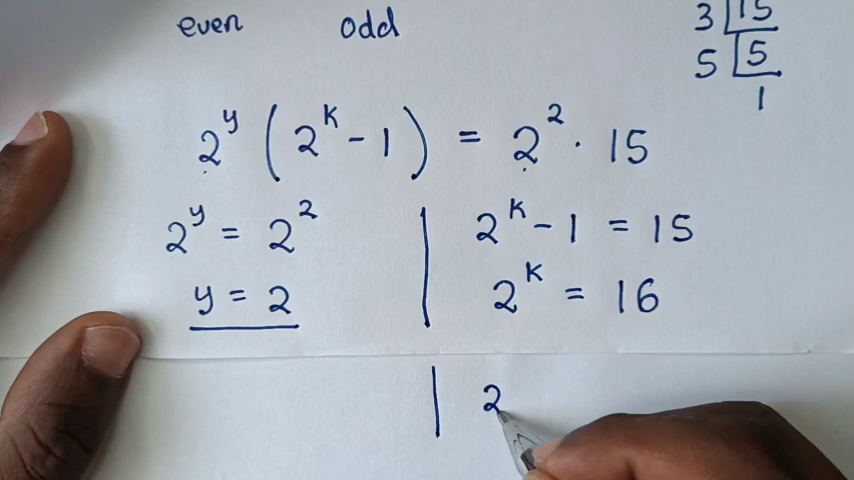 even odd
3 | 15
5 | 5
1
2^y (2^k - 1) = 2^2 · 15
2^y = 2^2 | 2^k - 1 = 15
y = 2 | 2^k = 16
| 2